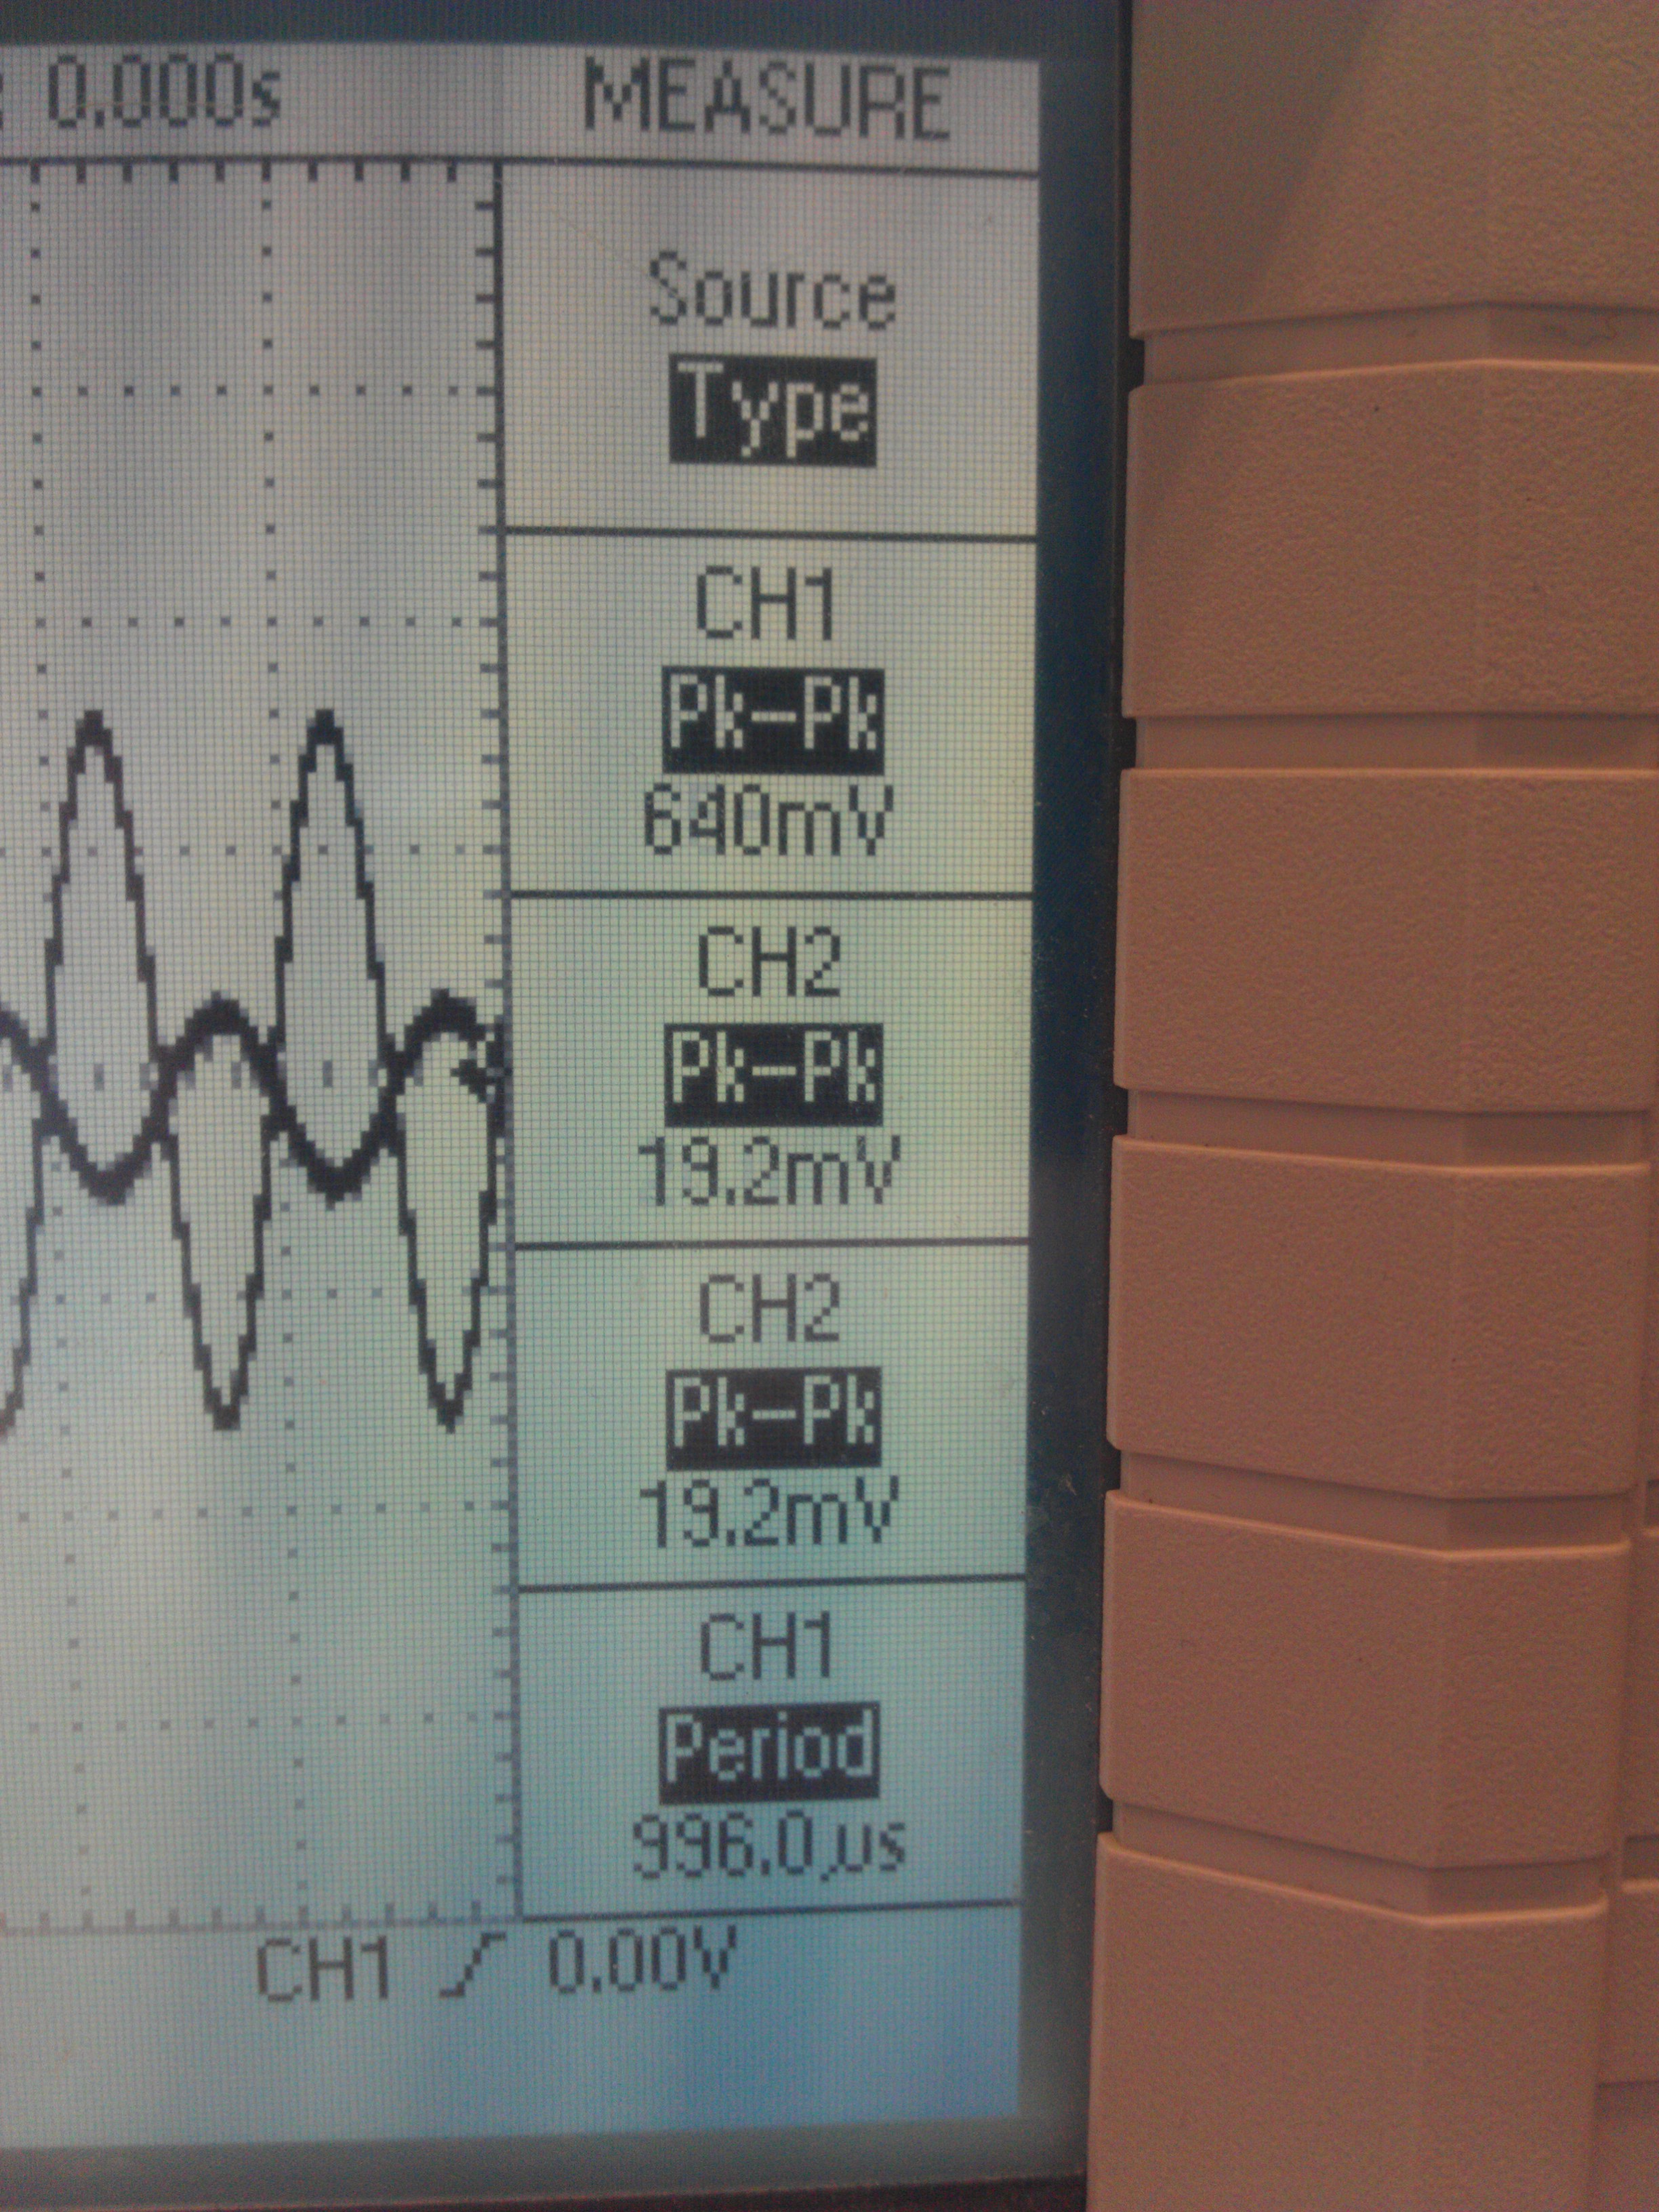 0.000s MEASURE
Source
Type
CH1
Pk-Pk
640mV
CH2
Pk-Pk
19.2mV
CH2
Pk-Pk
19.2mV
CH1
Period
996.0µs
CH1 0.00V